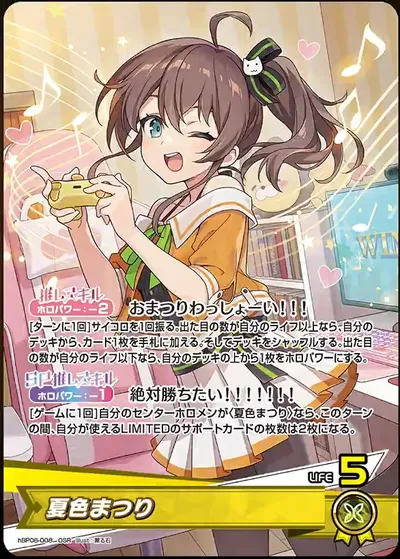 WIN
推しスキル
ホロパワー：-2
おまつりわっしょーい!!!
[ターンに1回]サイコロを1回振る。出た目の数が自分のライフ以上なら、自分の
デッキから、カード1枚を手札に加える。そしてデッキをシャッフルする。出た目
の数が自分のライフ以下なら、自分のデッキの上から1枚をホロパワーにする。
SP推しスキル
ホロパワー：-1
絶対勝ちたい!!!!!!!
[ゲームに1回]自分のセンターホロメンが〈夏色まつり〉なら、このターン
の間、自分が使えるLIMITEDのサポートカードの枚数は2枚になる。
LIFE 5
夏色まつり
hBP06-008 OSR illust：